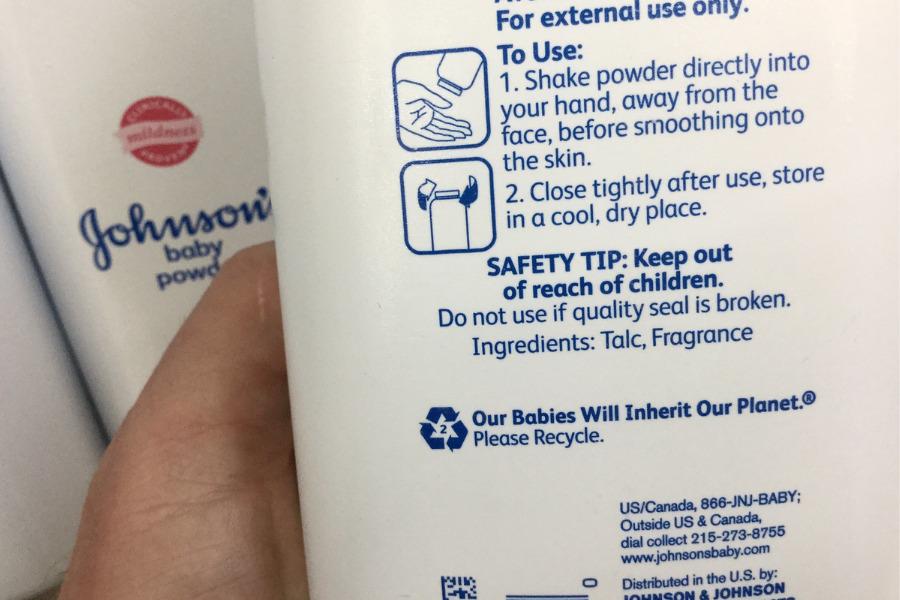 CLINICALLY
mildness
PROVEN
Johnson's
baby
For external use only.
To Use:
1. Shake powder directly into
your hand, away from the
face, before smoothing onto
the skin.
2. Close tightly after use, store
in a cool, dry place.
SAFETY TIP: Keep out
of reach of children.
Do not use if quality seal is broken.
Ingredients: Talc, Fragrance
2
Our Babies Will Inherit Our Planet.®
Please Recycle.
US/Canada, 866-JNJ-BABY;
Outside US & Canada,
dial collect 215-273-8755
www.johnsonsbaby.com
Distributed in the U.S. by:
JOHNSON & JOHNSON